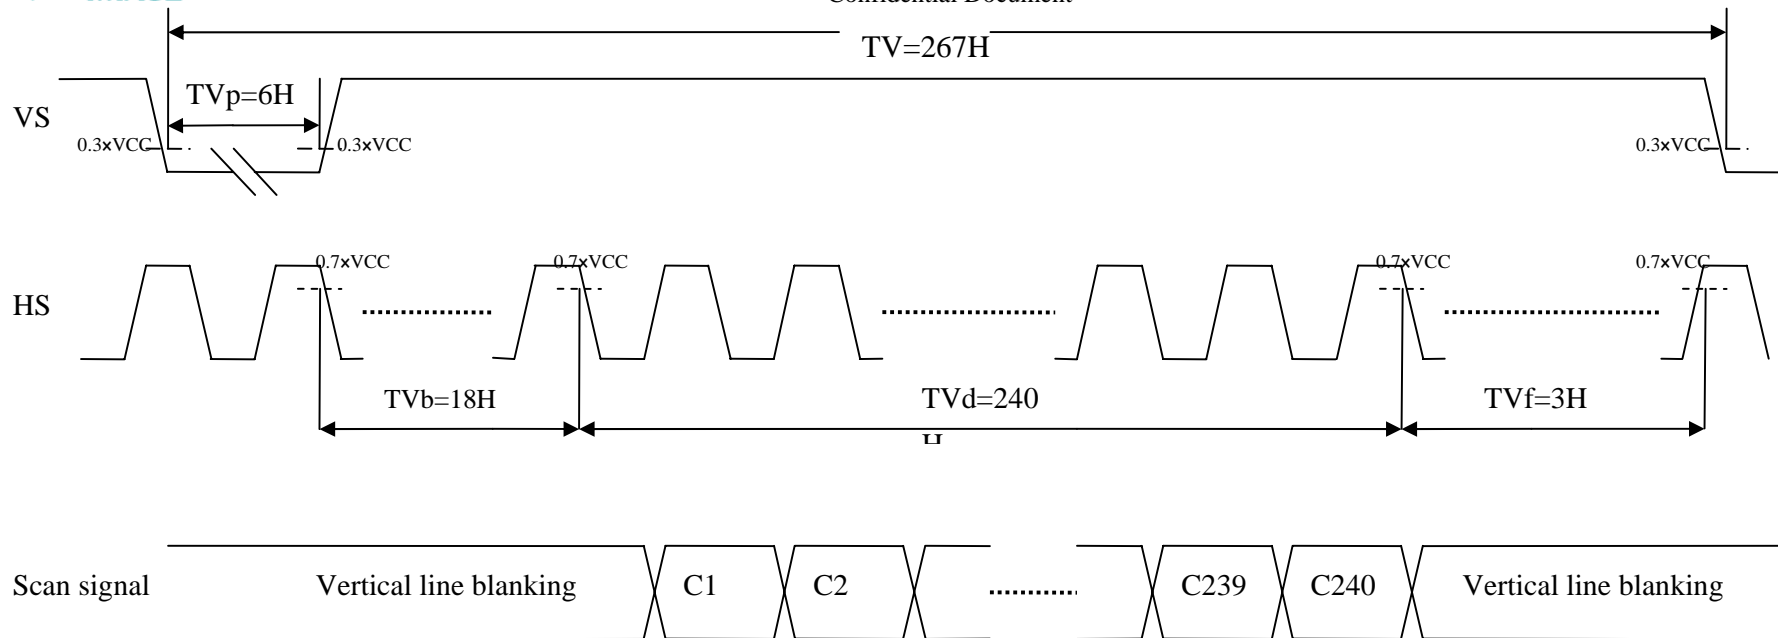 Confidential Document
TV=267H
TVp=6H
VS
0.3×VCC
0.3×VCC
0.3×VCC
0.7×VCC
0.7×VCC
0.7×VCC
0.7×VCC
HS
TVb=18H
TVd=240
H
TVf=3H
Scan signal
Vertical line blanking
C1
C2
C239
C240
Vertical line blanking